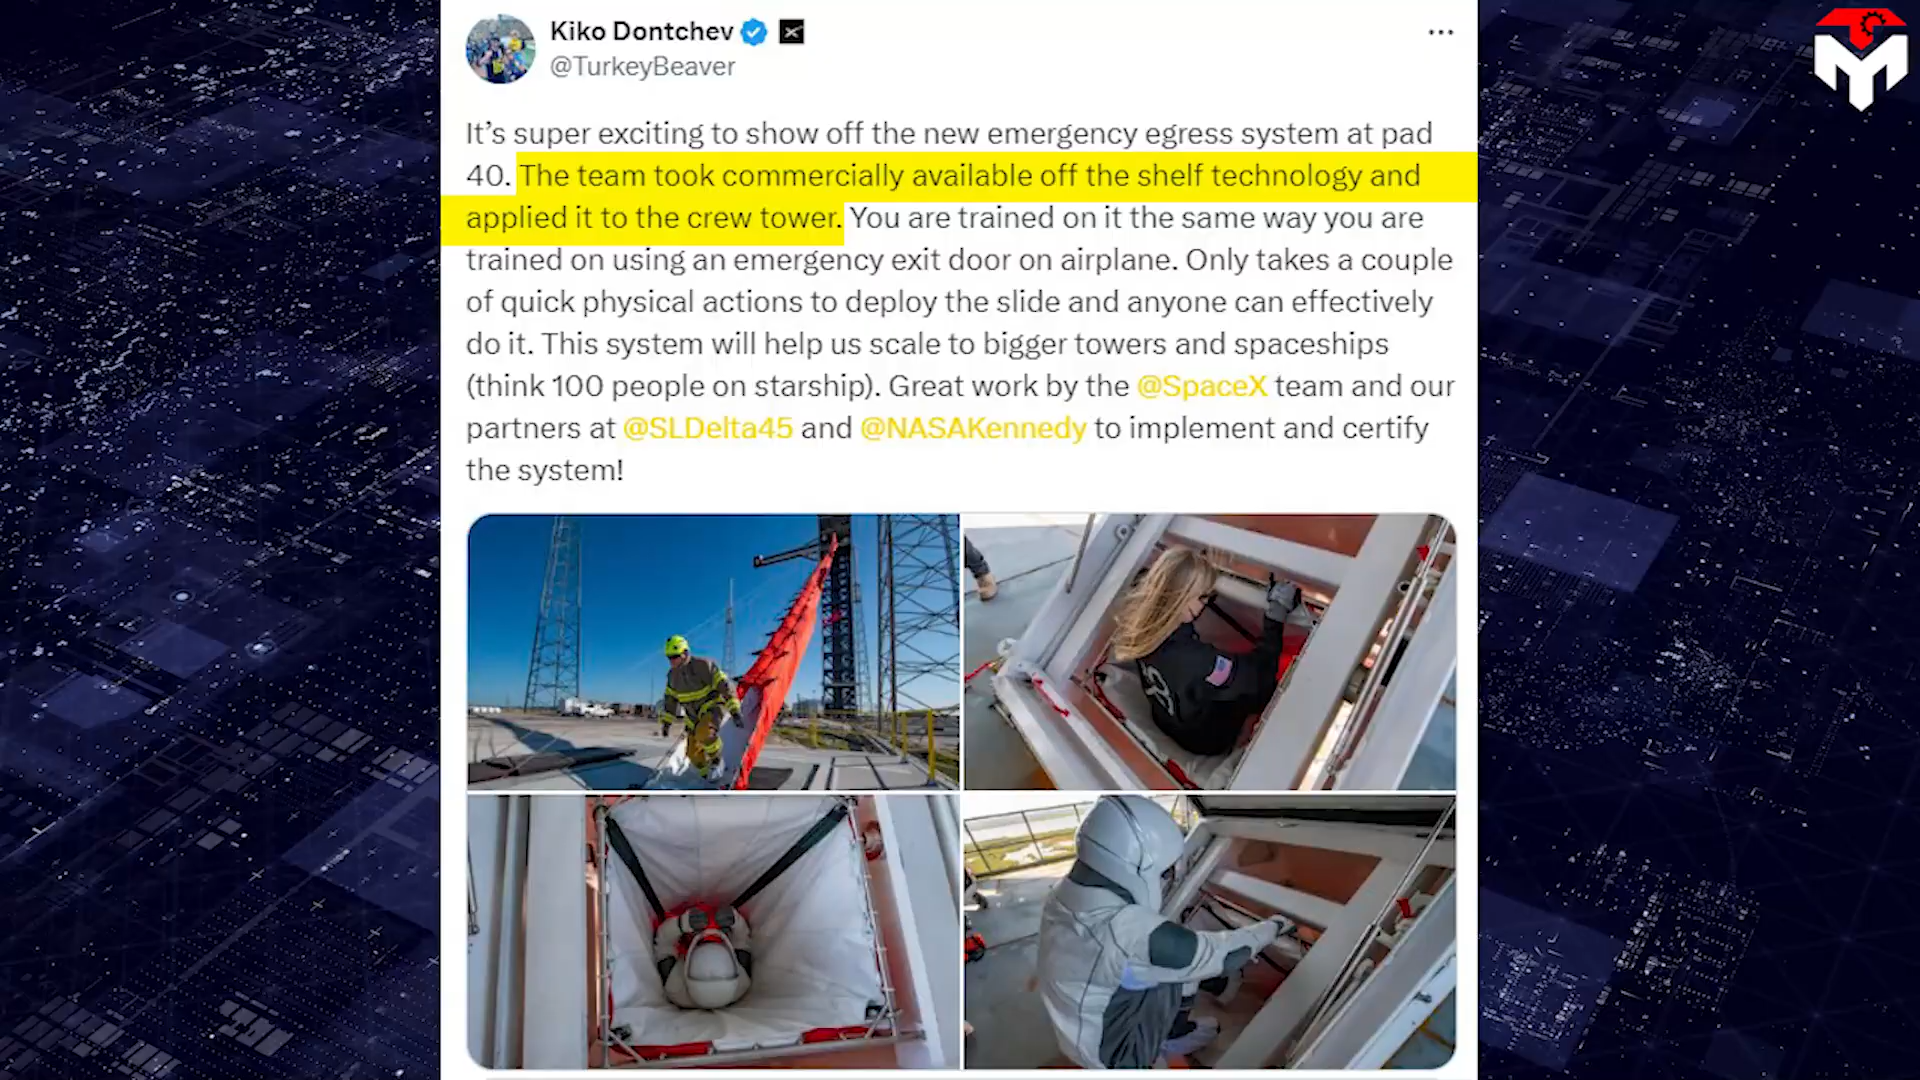 Kiko Dontchev
@TurkeyBeaver
It’s super exciting to show off the new emergency egress system at pad
40. The team took commercially available off the shelf technology and
applied it to the crew tower. You are trained on it the same way you are
trained on using an emergency exit door on airplane. Only takes a couple
of quick physical actions to deploy the slide and anyone can effectively
do it. This system will help us scale to bigger towers and spaceships
(think 100 people on starship). Great work by the @SpaceX team and our
partners at @SLDelta45 and @NASAKennedy to implement and certify
the system!